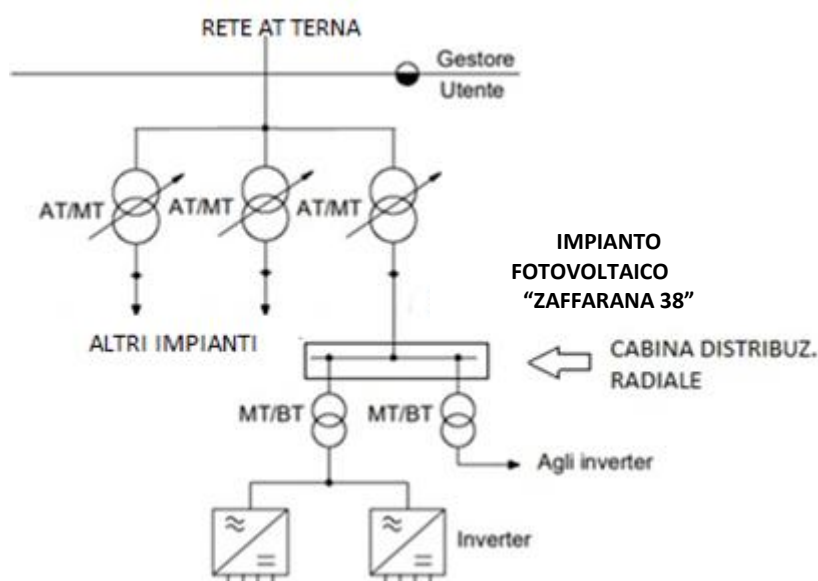 RETE AT TERNA
Gestore
Utente
AT/MT
AT/MT
AT/MT
IMPIANTO
FOTOVOLTAICO
“ZAFFARANA 38”
ALTRI IMPIANTI
CABINA DISTRIBUZ.
RADIALE
MT/BT
MT/BT
Agli inverter
Inverter